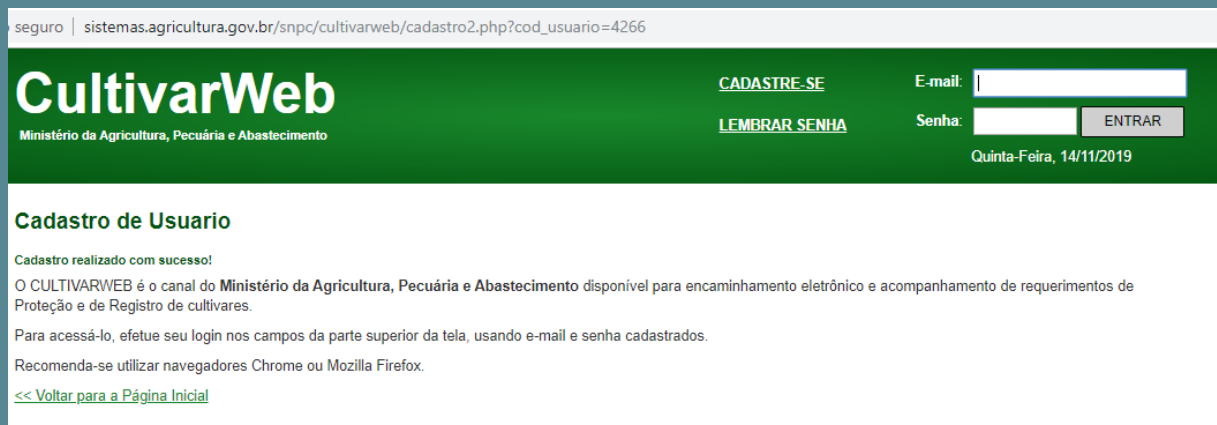 seguro | sistemas.agricultura.gov.br/snpc/cultivarweb/cadastro2.php?cod_usuario=4266
CultivarWeb
Ministério da Agricultura, Pecuária e Abastecimento
CADASTRE-SE
E-mail:
LEMBRAR SENHA
Senha:
ENTRAR
Quinta-Feira, 14/11/2019
Cadastro de Usuario
Cadastro realizado com sucesso!
O CULTIVARWEB é o canal do Ministério da Agricultura, Pecuária e Abastecimento disponível para encaminhamento eletrônico e acompanhamento de requerimentos de
Proteção e de Registro de cultivares.
Para acessá-lo, efetue seu login nos campos da parte superior da tela, usando e-mail e senha cadastrados.
Recomenda-se utilizar navegadores Chrome ou Mozilla Firefox.
<< Voltar para a Página Inicial